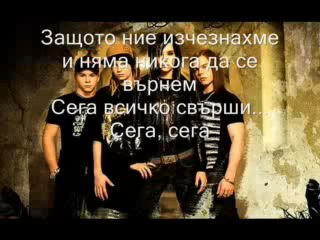 Защото ние изчезнахме
и няма никога да се
върнем
Сега всичко свърши...
Сега, сега